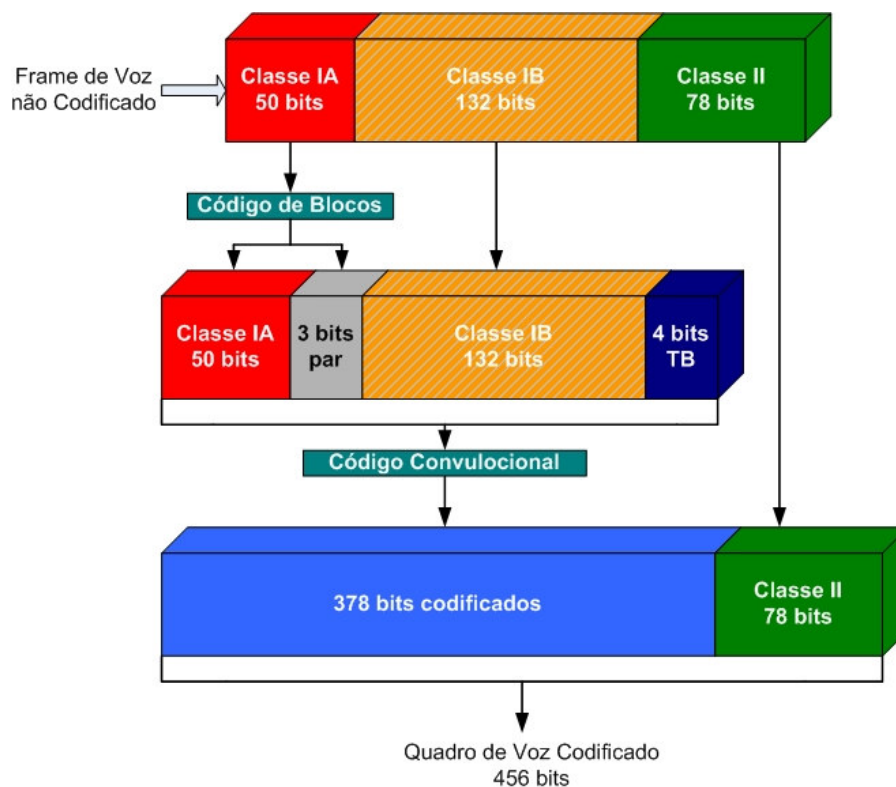 Frame de Voz
não Codificado
Classe IA
50 bits
Classe IB
132 bits
Classe II
78 bits
Código de Blocos
Classe IA
50 bits
3 bits
par
Classe IB
132 bits
4 bits
TB
Código Convulocional
378 bits codificados
Classe II
78 bits
Quadro de Voz Codificado
456 bits